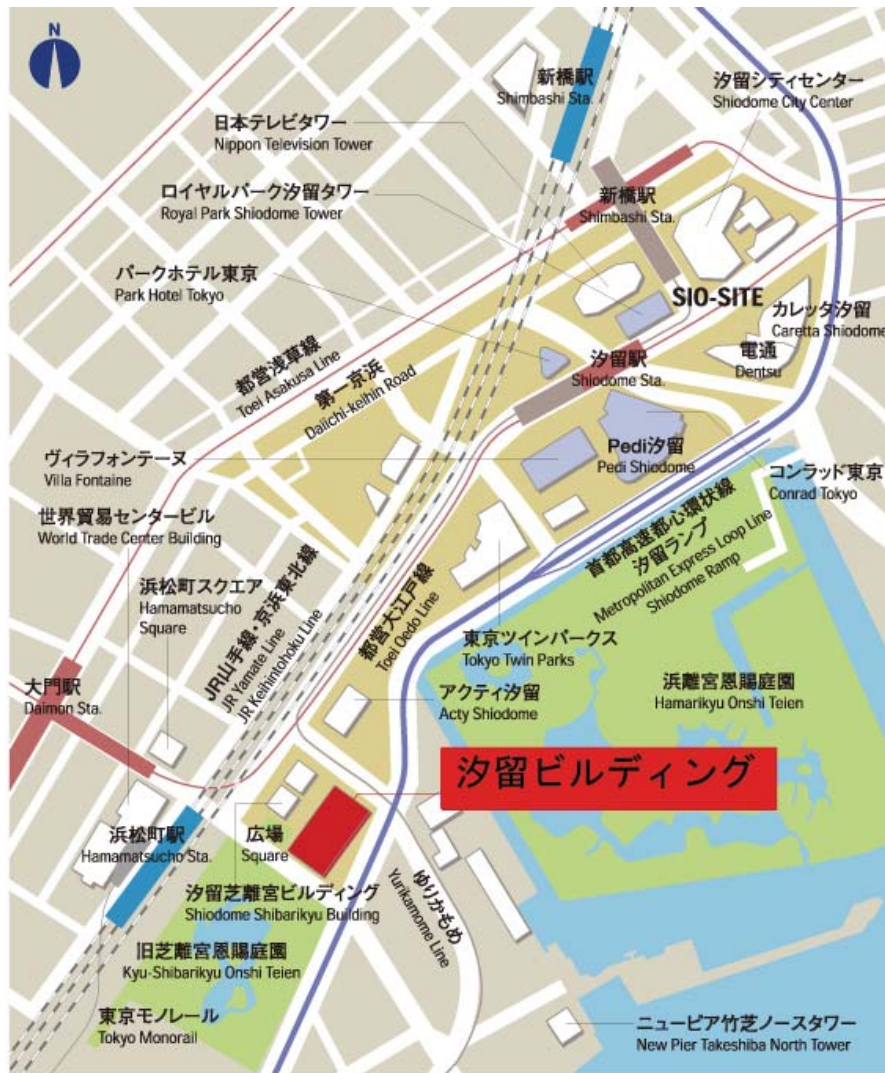 N
新橋駅
Shimbashi Sta.
汐留シティセンター
Shiodome City Center
日本テレビタワー
Nippon Television Tower
ロイヤルパーク汐留タワー
Royal Park Shiodome Tower
新橋駅
Shimbashi Sta.
パークホテル東京
Park Hotel Tokyo
SIO-SITE
カレッタ汐留
Caretta Shiodome
電通
Dentsu
汐留駅
Shiodome Sta.
都営浅草線
Toei Asakusa Line
第一京浜
Daiichi-keihin Road
ヴィラフォンテーヌ
Villa Fontaine
Pedi汐留
Pedi Shiodome
コンラッド東京
Conrad Tokyo
世界貿易センタービル
World Trade Center Building
首都高速都心環状線
汐留ランプ
Metropolitan Express Loop Line
Shiodome Ramp
浜松町スクエア
Hamamatsucho
Square
JR山手線・京浜東北線
JR Yamate Line
JR Keihintohoku Line
都営大江戸線
Toei Oedo Line
東京ツインパークス
Tokyo Twin Parks
浜離宮恩賜庭園
Hamarikyu Onshi Teien
大門駅
Daimon Sta.
アクティ汐留
Acty Shiodome
汐留ビルディング
浜松町駅
Hamamatsucho Sta.
広場
Square
汐留芝離宮ビルディング
Shiodome Shibarikyu Building
ゆりかもめ
Yurikamome Line
旧芝離宮恩賜庭園
Kyu-Shibarikyu Onshi Teien
東京モノレール
Tokyo Monorail
ニューピア竹芝ノースタワー
New Pier Takeshiba North Tower